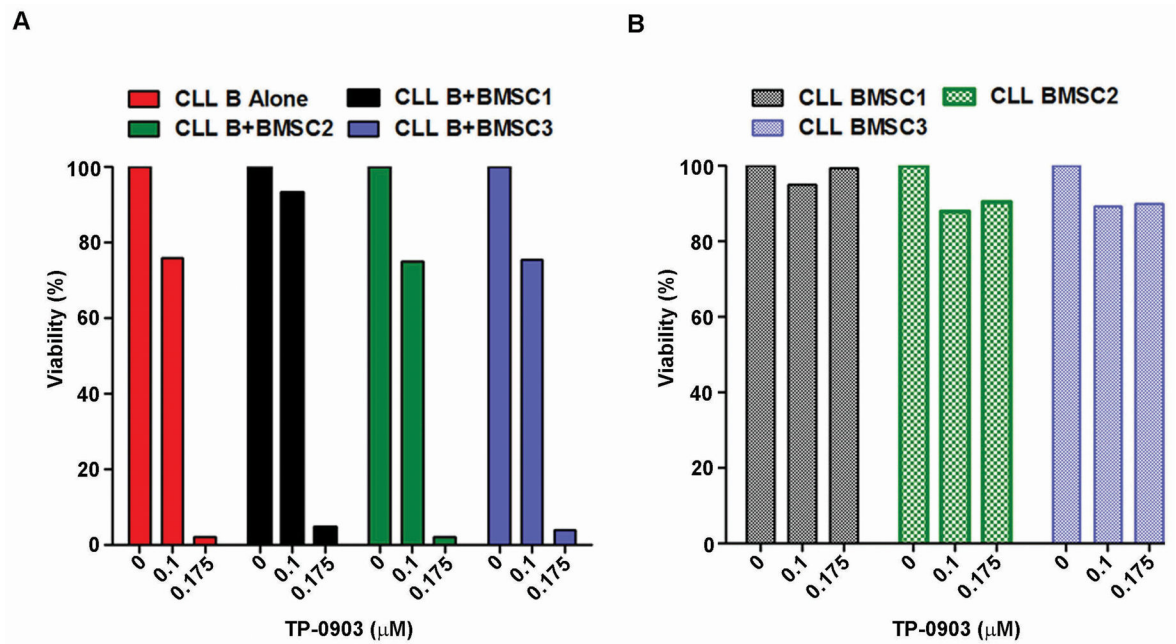 A
CLL B Alone
CLL B+BMSC1
CLL B+BMSC2
CLL B+BMSC3
Viability (%)
100
80
60
40
20
0
0 0.1 0.175 0 0.1 0.175 0 0.1 0.175 0 0.1 0.175
TP-0903 (μM)
B
CLL BMSC1
CLL BMSC2
CLL BMSC3
Viability (%)
100
80
60
40
20
0
0 0.1 0.175 0 0.1 0.175 0 0.1 0.175
TP-0903 (μM)